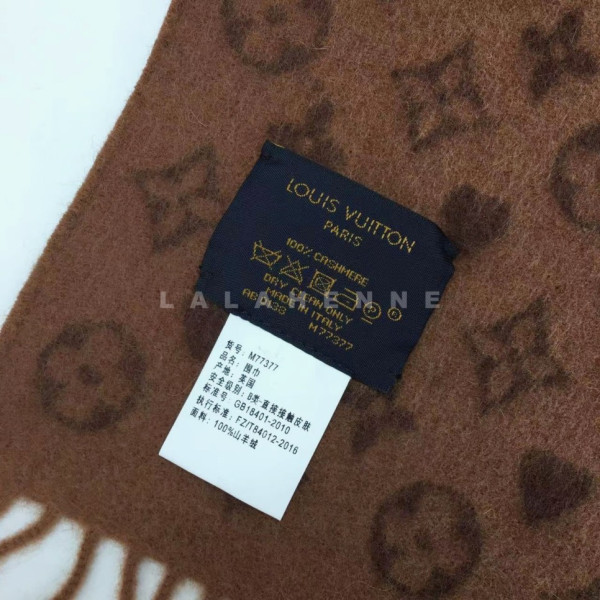 LOUIS VUITTON
PARIS
100% CASHMERE
DRY CLEAN ONLY
MADE IN ITALY
M77377
LALAHENNE
货号: M77377
品名: 围巾
产地: 英国
安全级别: B类-直接接触皮肤
标准号: GB18401-2010
执行标准: FZ/T84012-2016
面料: 100%山羊绒